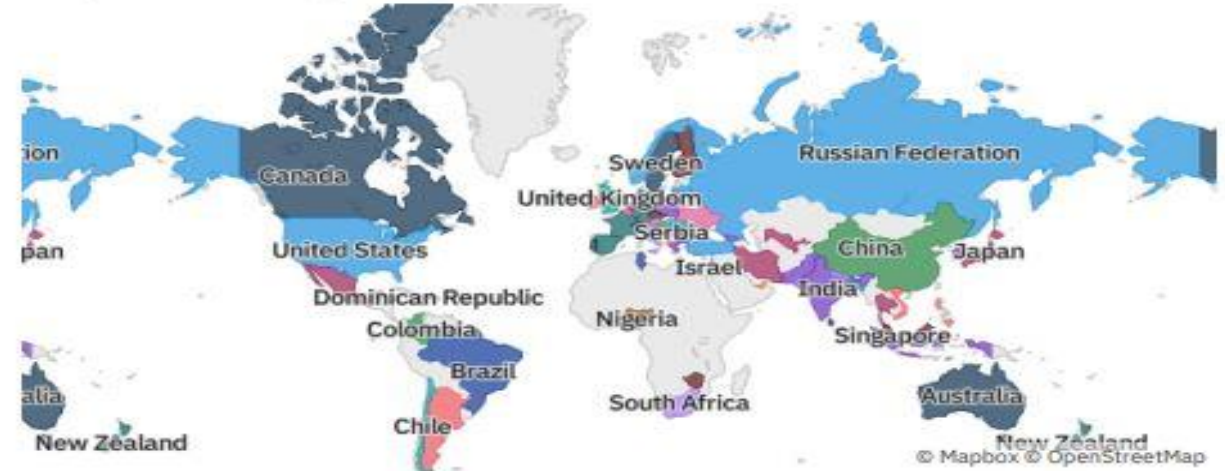 Sweden
ion
Russian Federation
Canada
United Kingdom
Serbia
pan
United States
China
Japan
Israel
India
Dominican Republic
Nigeria
Colombia
Singapore
Brazil
alia
South Africa
Australia
Chile
New Zealand
New Zealand
© Mapbox © OpenStreetMap